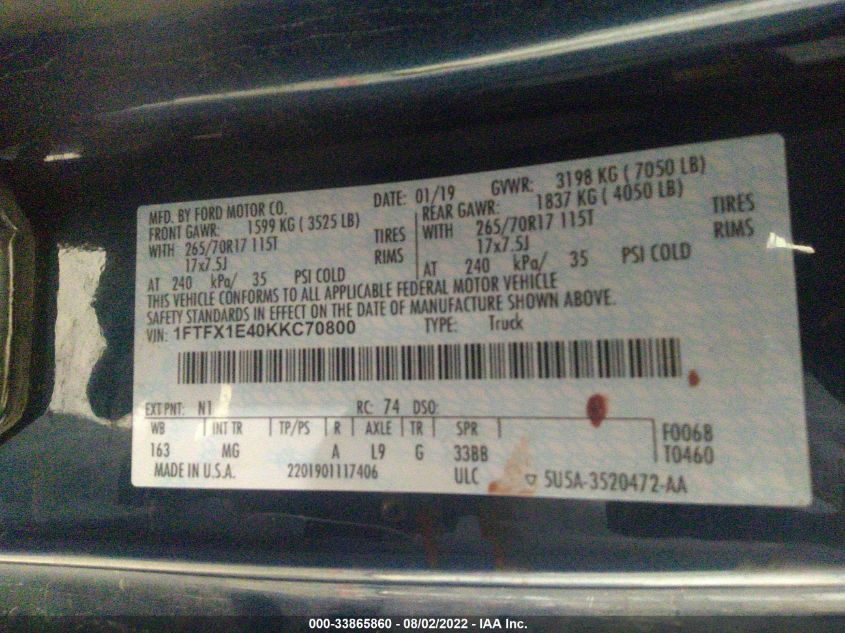 MFD. BY FORD MOTOR CO. DATE: 01/19 GVWR: 3198 KG ( 7050 LB)
FRONT GAWR: 1599 KG ( 3525 LB) REAR GAWR: 1837 KG ( 4050 LB)
WITH 265/70R17 115T TIRES WITH 265/70R17 115T TIRES
17x7.5J RIMS 17x7.5J RIMS
AT 240 kPa/ 35 PSI COLD AT 240 kPa/ 35 PSI COLD
THIS VEHICLE CONFORMS TO ALL APPLICABLE FEDERAL MOTOR VEHICLE
SAFETY STANDARDS IN EFFECT ON THE DATE OF MANUFACTURE SHOWN ABOVE.
VIN: 1FTFX1E40KKC70800 TYPE: Truck
EXT PNT: N1 RC: 74 DSO:
WB INT TR TP/PS R AXLE TR SPR F0068
163 MG A L9 G 33BB T0460
MADE IN U.S.A. 2201901117406 ULC 5U5A-3520472-AA
000-33865860 - 08/02/2022 - IAA Inc.